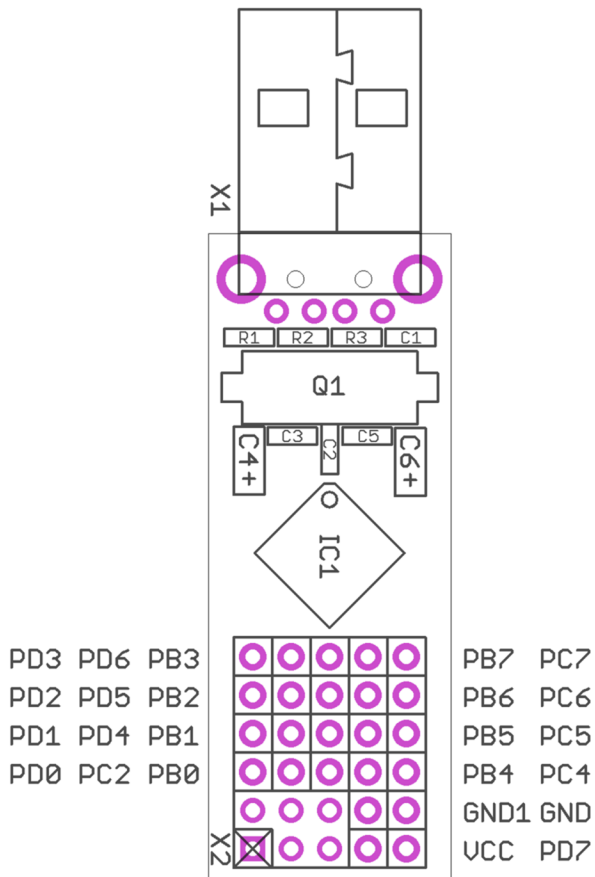 X1
R1 R2 R3 C1
Q1
C3 C5
C4+ C2 C6+
IC1
PD3 PD6 PB3 PB7 PC7
PD2 PD5 PB2 PB6 PC6
PD1 PD4 PB1 PB5 PC5
PD0 PC2 PB0 PB4 PC4
GND1 GND
X2 VCC PD7